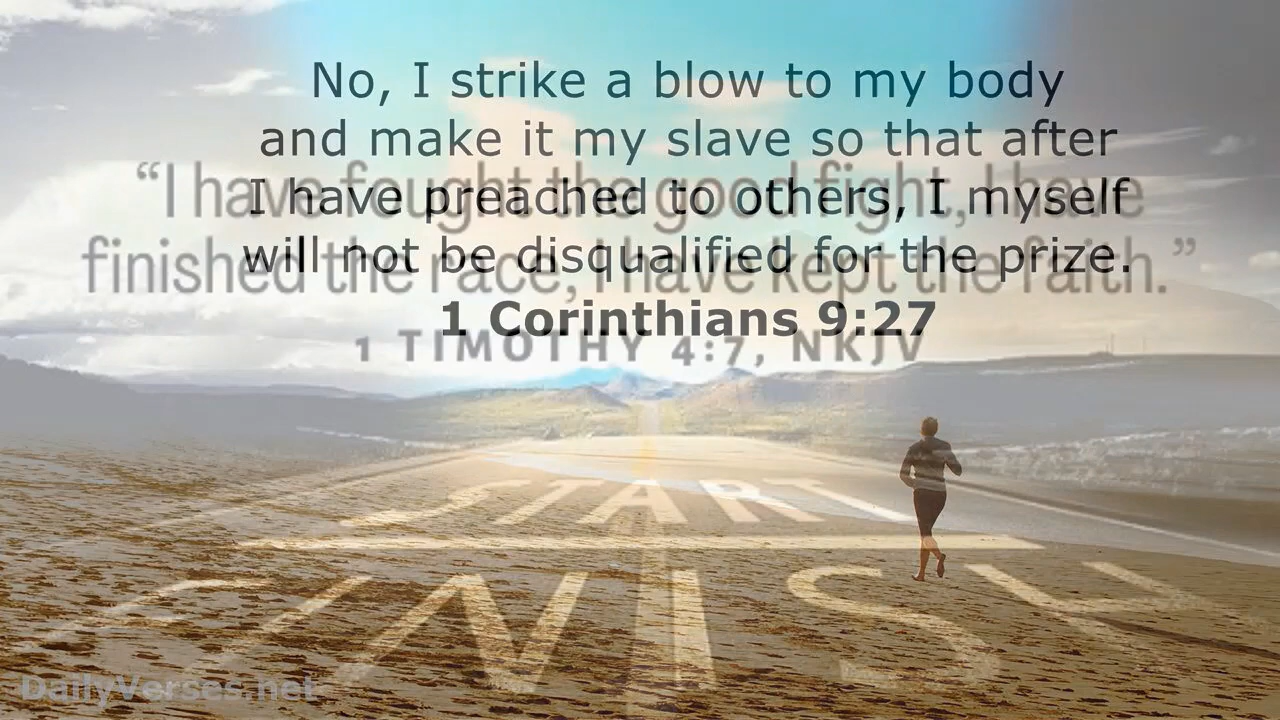 No, I strike a blow to my body
and make it my slave so that after
“I have fought the good fight, I have
I have preached to others, I myself
finished the race, I have kept the faith.”
will not be disqualified for the prize.
1 Corinthians 9:27
1 TIMOTHY 4:7, NKJV
START
FINISH
DailyVerses.net